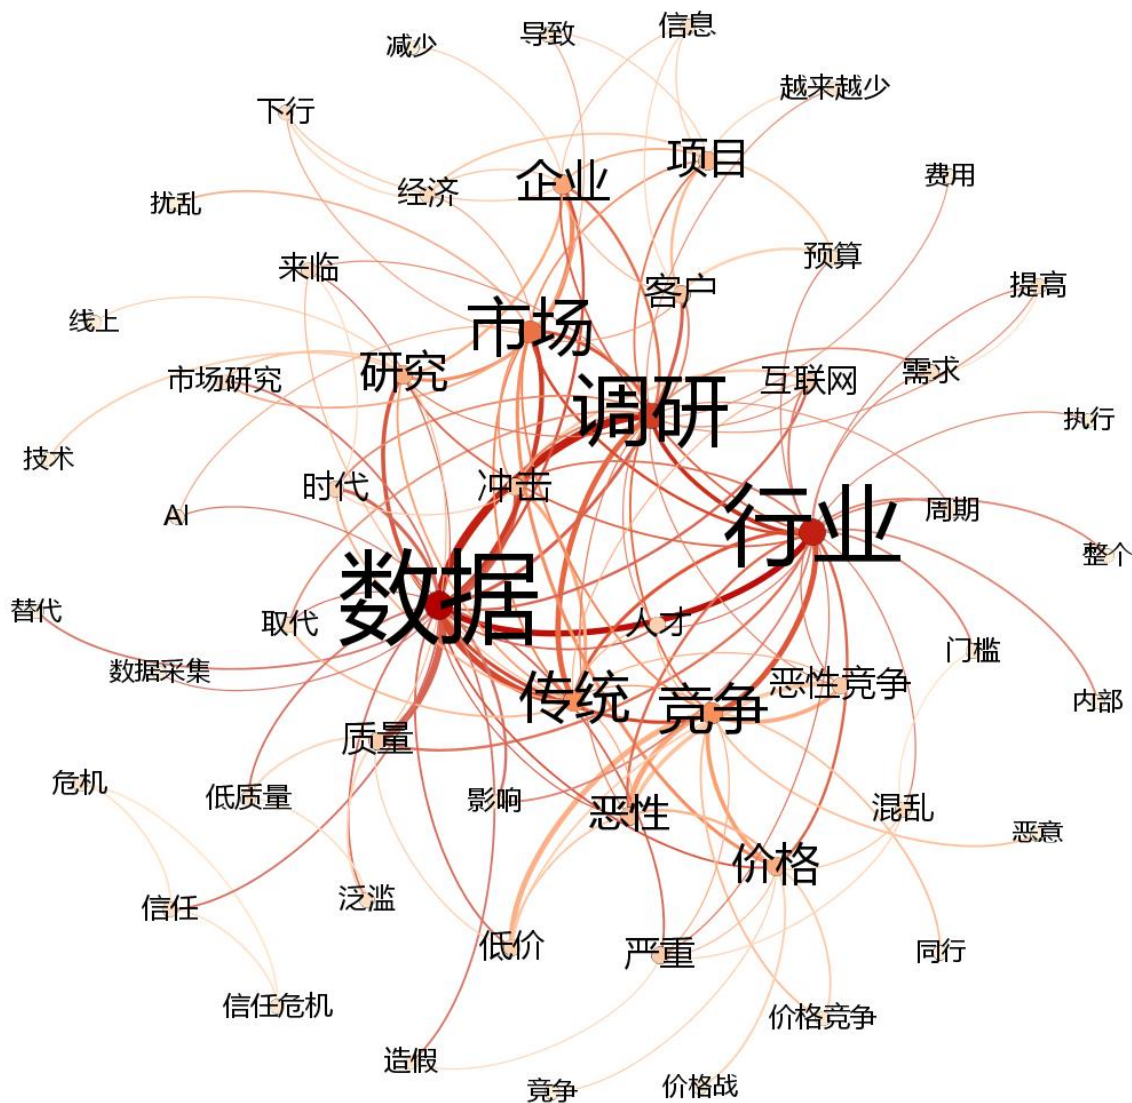 信息
导致
减少
越来越少
下行
项目
费用
企业
经济
扰乱
预算
来临
提高
客户
线上
市场
研究
市场研究
互联网
需求
调研
执行
技术
时代
冲击
AI
周期
行业
整个
数据
替代
取代
人才
门槛
数据采集
恶性竞争
传统
竞争
内部
质量
危机
低质量
影响
恶性
混乱
恶意
价格
泛滥
信任
低价
严重
同行
信任危机
价格竞争
造假
竟争
价格战